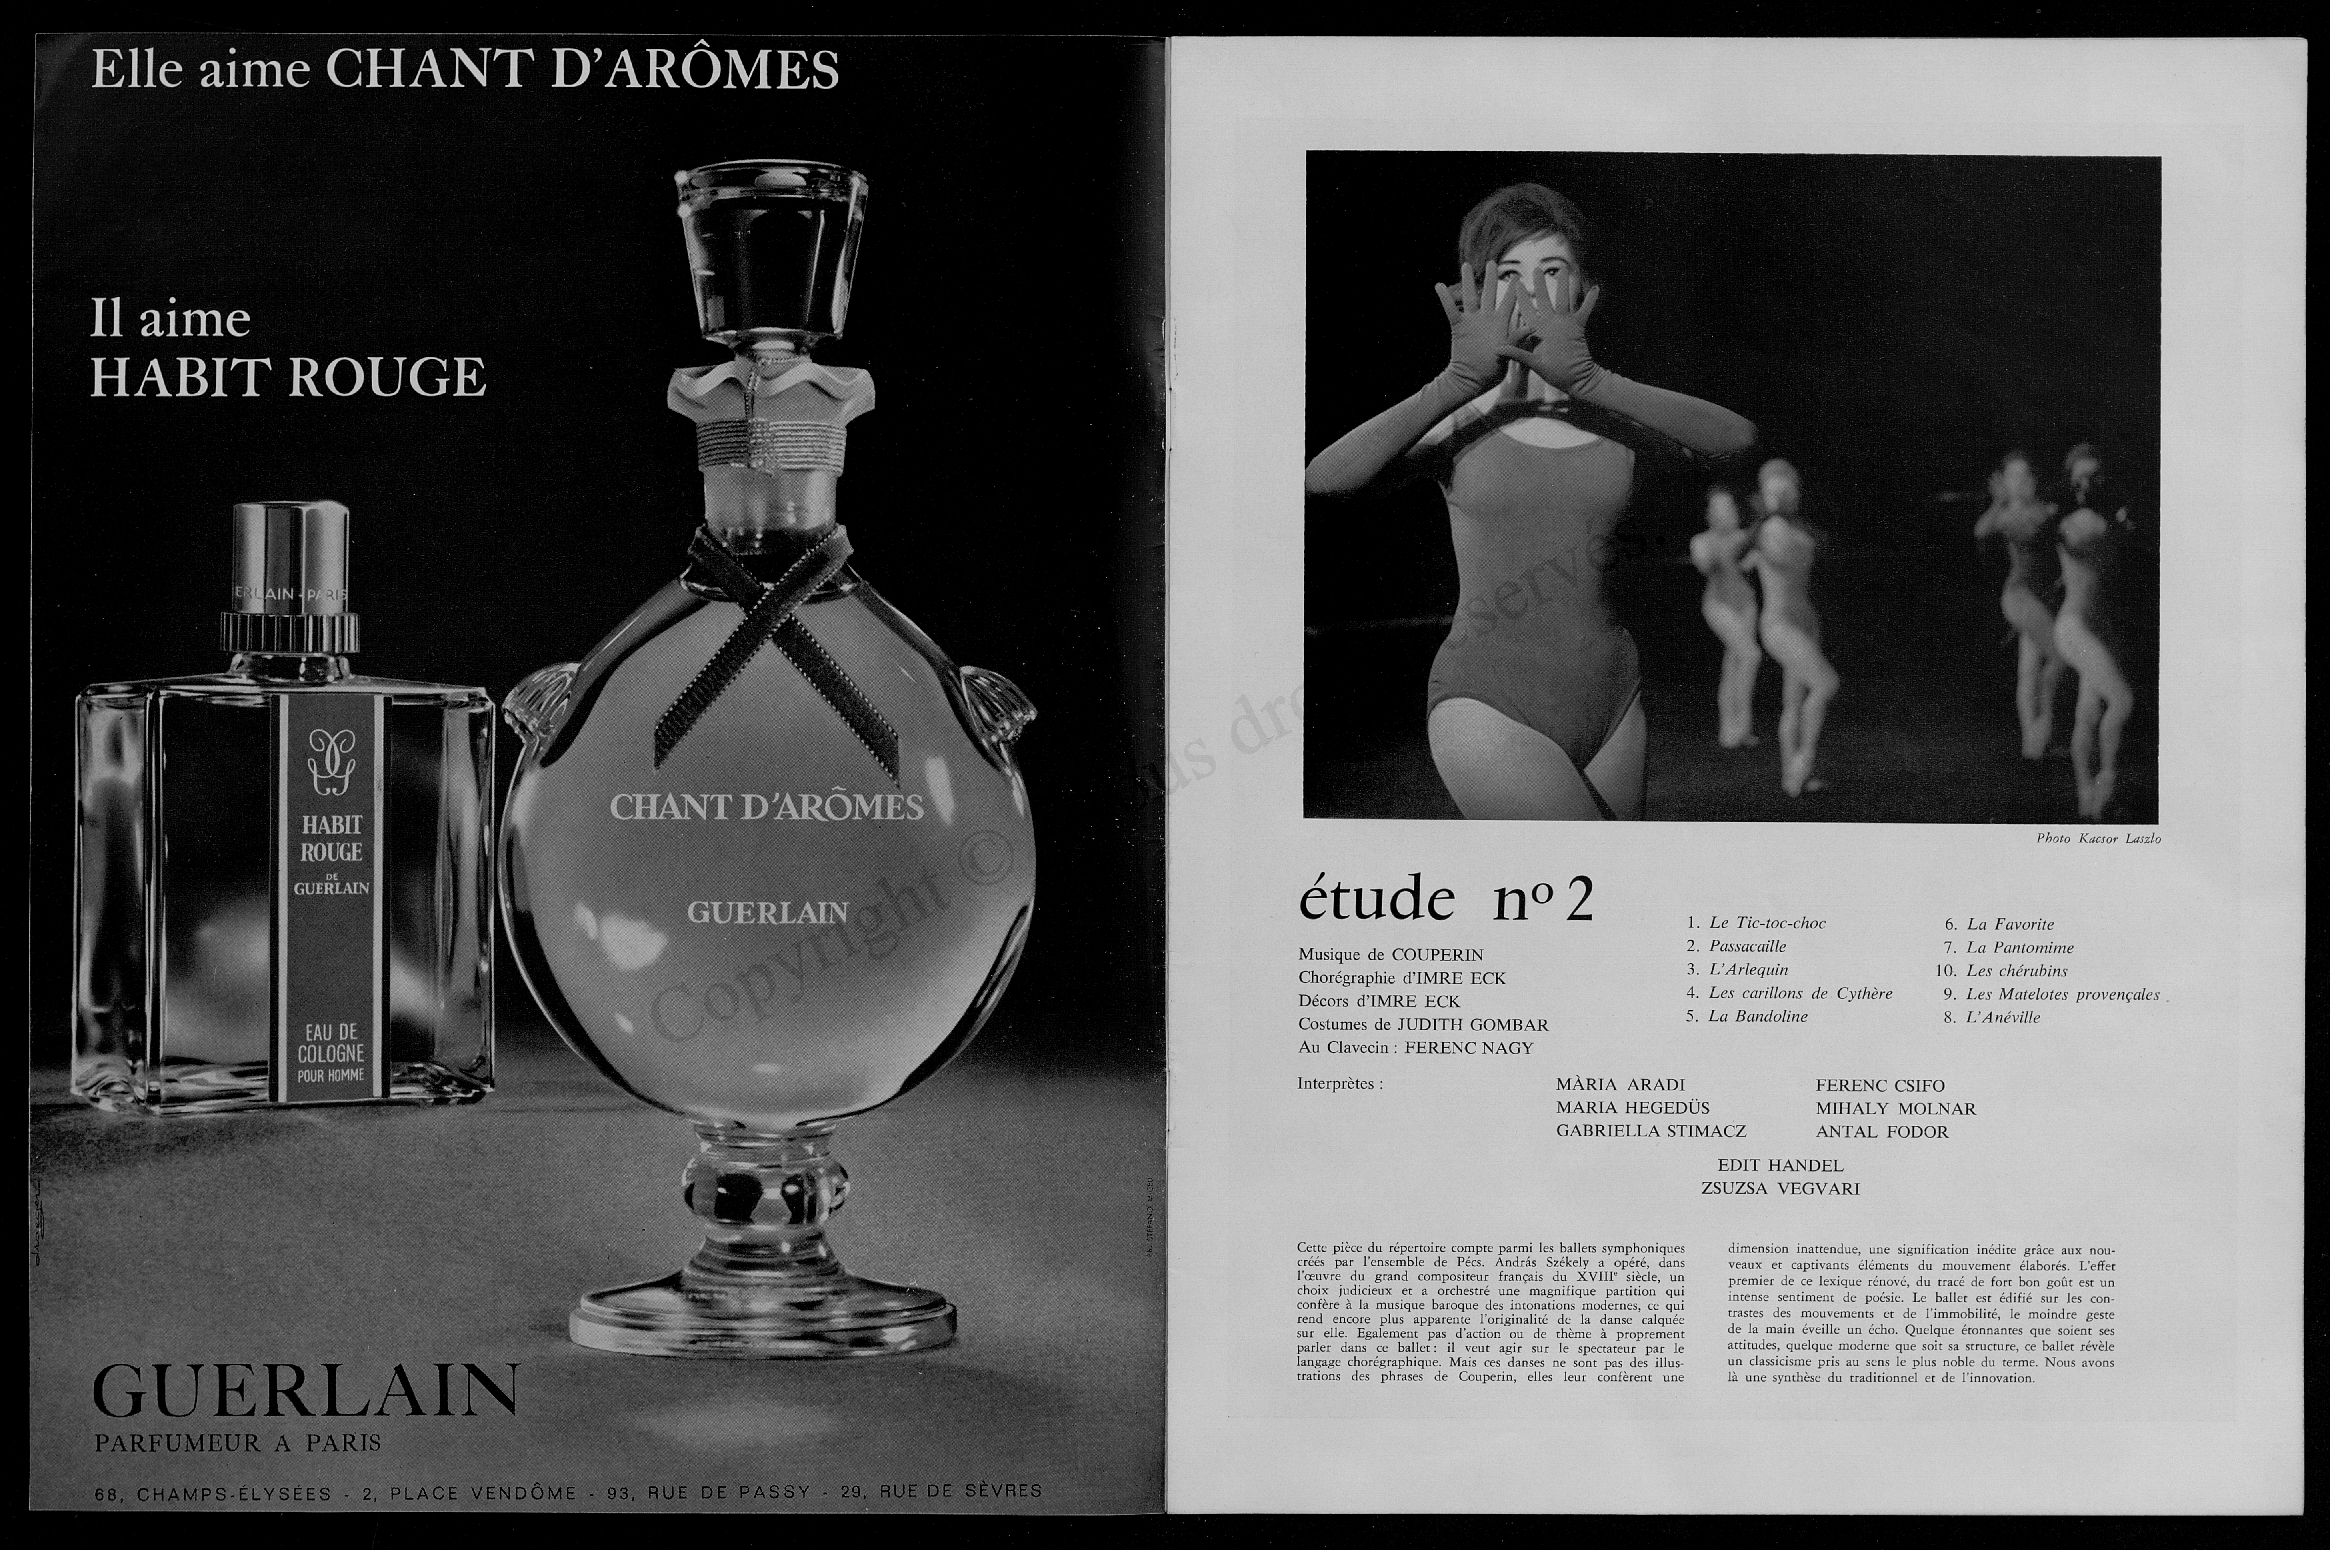 Elle aime CHANT D'ARÔMES
Il aime
HABIT ROUGE
ERLAIN - PARIS
HABIT
ROUGE
DE
GUERLAIN
EAU DE
COLOGNE
POUR HOMME
CHANT D'ARÔMES
GUERLAIN
Copyright ©
GUERLAIN
PARFUMEUR A PARIS
68, CHAMPS-ÉLYSÉES - 2, PLACE VENDÔME - 93, RUE DE PASSY - 29, RUE DE SÈVRES
Photo Kacsor Laszlo
étude nº 2
Musique de COUPERIN
Chorégraphie d'IMRE ECK
Décors d'IMRE ECK
Costumes de JUDITH GOMBAR
Au Clavecin : FERENC NAGY
1. Le Tic-toc-choc
2. Passacaille
3. L'Arlequin
4. Les carillons de Cythère
5. La Bandoline
6. La Favorite
7. La Pantomime
10. Les chérubins
9. Les Matelotes provençales
8. L'Anéville
Interprètes :
MÀRIA ARADI
MARIA HEGEDÜS
GABRIELLA STIMACZ
FERENC CSIFO
MIHALY MOLNAR
ANTAL FODOR
EDIT HANDEL
ZSUZSA VEGVARI
Cette pièce du répertoire compte parmi les ballets symphoniques
créés par l'ensemble de Pécs. András Székely a opéré, dans
l'œuvre du grand compositeur français du XVIIIe siècle, un
choix judicieux et a orchestré une magnifique partition qui
confère à la musique baroque des intonations modernes, ce qui
rend encore plus apparente l'originalité de la danse calquée
sur elle. Egalement pas d'action ou de thème à proprement
parler dans ce ballet : il veut agir sur le spectateur par le
langage chorégraphique. Mais ces danses ne sont pas des illus-
trations des phrases de Couperin, elles leur confèrent une
dimension inattendue, une signification inédite grâce aux nou-
veaux et captivants éléments du mouvement élaborés. L'effet
premier de ce lexique rénové, du tracé de fort bon goût est un
intense sentiment de poésie. Le ballet est édifié sur les con-
trastes des mouvements et de l'immobilité, le moindre geste
de la main éveille un écho. Quelque étonnantes que soient ses
attitudes, quelque moderne que soit sa structure, ce ballet révèle
un classicisme pris au sens le plus noble du terme. Nous avons
là une synthèse du traditionnel et de l'innovation.